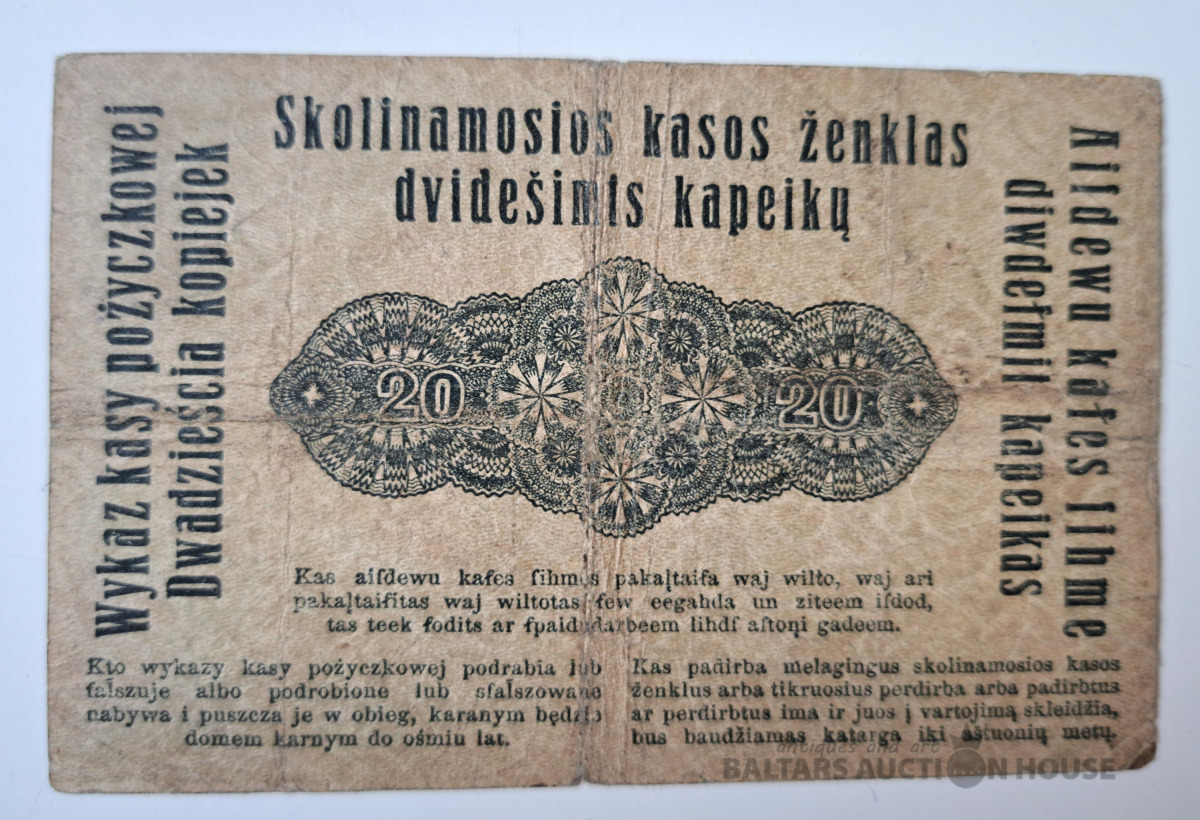 Skolinamosios kasos ženklas
dvidešimts kapeikų
Wykaz kasy pożyczkowej
Dwadzieścia kopiejek
Aiſdewu kaſes ſihme
diwdeſmit kapeikas
20 20
Kas aiſdewu kaſes ſihmes pakaļtaiſa waj wilto, waj ari
pakaļtaiſitas waj wiltotas ſew eegahda un ziteem iſdod,
tas teek ſodits ar ſpaidu darbeem lihdſ aſtoņi gadeem.
Kto wykazy kasy pożyczkowej podrabia lub
fałszuje albo podrobione lub sfałszowane
nabywa i puszcza je w obieg, karanym będzie
domem karnym do ośmiu lat.
Kas padirba melagingus skolinamosios kasos
ženklus arba tikruosius perdirba arba padirbtus
ar perdirbtus ima ir juos į vartojimą skleidžia,
bus baudžiamas katarga iki aštuonių metų.
antiques and art
BALTARS AUCTION HOUSE